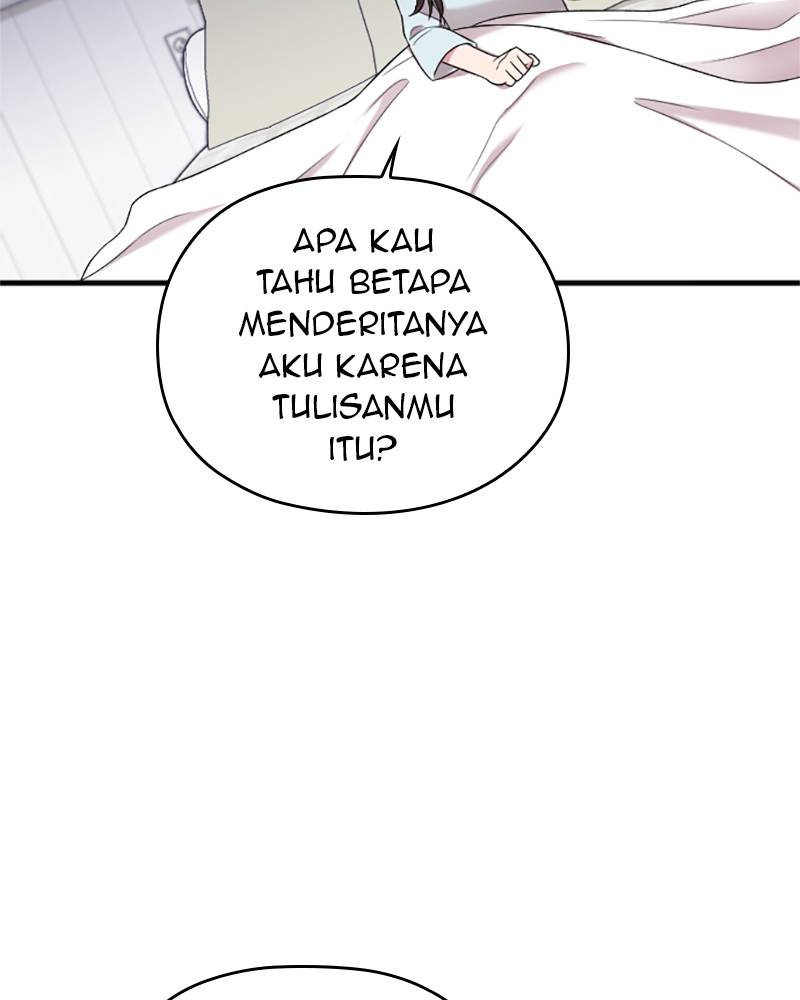 APA KAU
TAHU BETAPA
MENDERITANYA
AKU KARENA
TULISANMU
ITU?